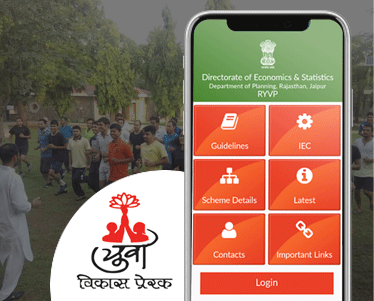 Directorate of Economics & Statistics
Department of Planning, Rajasthan, Jaipur
RYVP
Guidelines
IEC
Scheme Details
Latest
Contacts
Important Links
Login
युवा
विकास प्रेरक